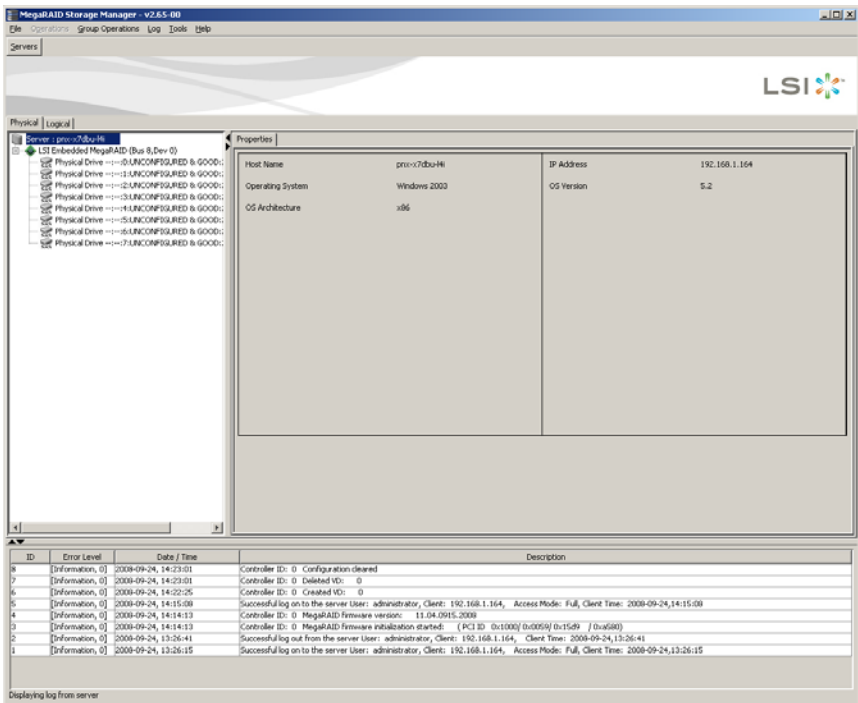 MegaRAID Storage Manager - v2.65-00
File Operations Group Operations Log Tools Help
Servers
LSI
Physical Logical
Server : pnx-x7dbu-Hi
LSI Embedded MegaRAID (Bus 8,Dev 0)
Physical Drive --:--:0:UNCONFIGURED & GOOD:
Physical Drive --:--:1:UNCONFIGURED & GOOD:
Physical Drive --:--:2:UNCONFIGURED & GOOD:
Physical Drive --:--:3:UNCONFIGURED & GOOD:
Physical Drive --:--:4:UNCONFIGURED & GOOD:
Physical Drive --:--:5:UNCONFIGURED & GOOD:
Physical Drive --:--:6:UNCONFIGURED & GOOD:
Physical Drive --:--:7:UNCONFIGURED & GOOD:
Properties
Host Name pnx-x7dbu-Hi IP Address 192.168.1.164
Operating System Windows 2003 OS Version 5.2
OS Architecture x86
ID Error Level Date / Time Description
8 [Information, 0] 2008-09-24, 14:23:01 Controller ID: 0 Configuration cleared
7 [Information, 0] 2008-09-24, 14:23:01 Controller ID: 0 Deleted VD: 0
6 [Information, 0] 2008-09-24, 14:22:25 Controller ID: 0 Created VD: 0
5 [Information, 0] 2008-09-24, 14:15:08 Successful log on to the server User: administrator, Client: 192.168.1.164, Access Mode: Full, Client Time: 2008-09-24,14:15:08
4 [Information, 0] 2008-09-24, 14:14:13 Controller ID: 0 MegaRAID firmware version: 11.04.0915.2008
3 [Information, 0] 2008-09-24, 14:14:13 Controller ID: 0 MegaRAID firmware initialization started: ( PCI ID 0x1000/ 0x0059/ 0x15d9 / 0xa580)
2 [Information, 0] 2008-09-24, 13:26:41 Successful log out from the server User: administrator, Client: 192.168.1.164, Client Time: 2008-09-24,13:26:41
1 [Information, 0] 2008-09-24, 13:26:15 Successful log on to the server User: administrator, Client: 192.168.1.164, Access Mode: Full, Client Time: 2008-09-24,13:26:15
Displaying log from server